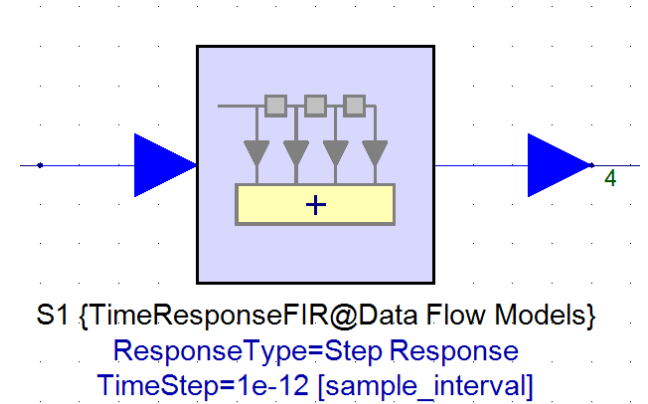 +
4
S1 {TimeResponseFIR@Data Flow Models}
ResponseType=Step Response
TimeStep=1e-12 [sample_interval]